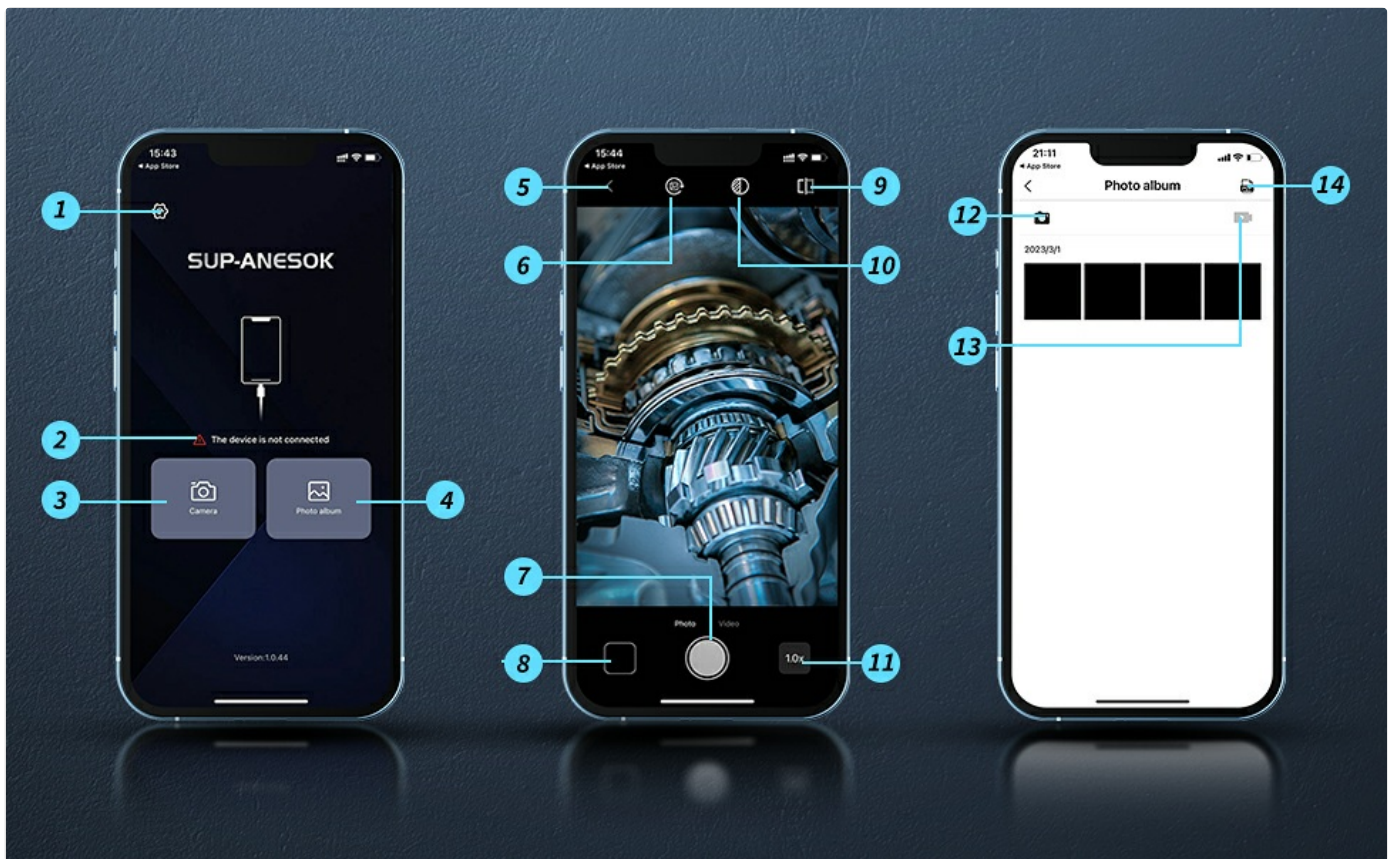 15:43
App Store
1
SUP-ANESOK
2
The device is not connected
3
Camera
Photo album
4
Version:1.0.44
15:44
App Store
5
6
9
10
7
Photo
Video
8
1.0x
11
21:11
App Store
Photo album
14
12
2023/3/1
13